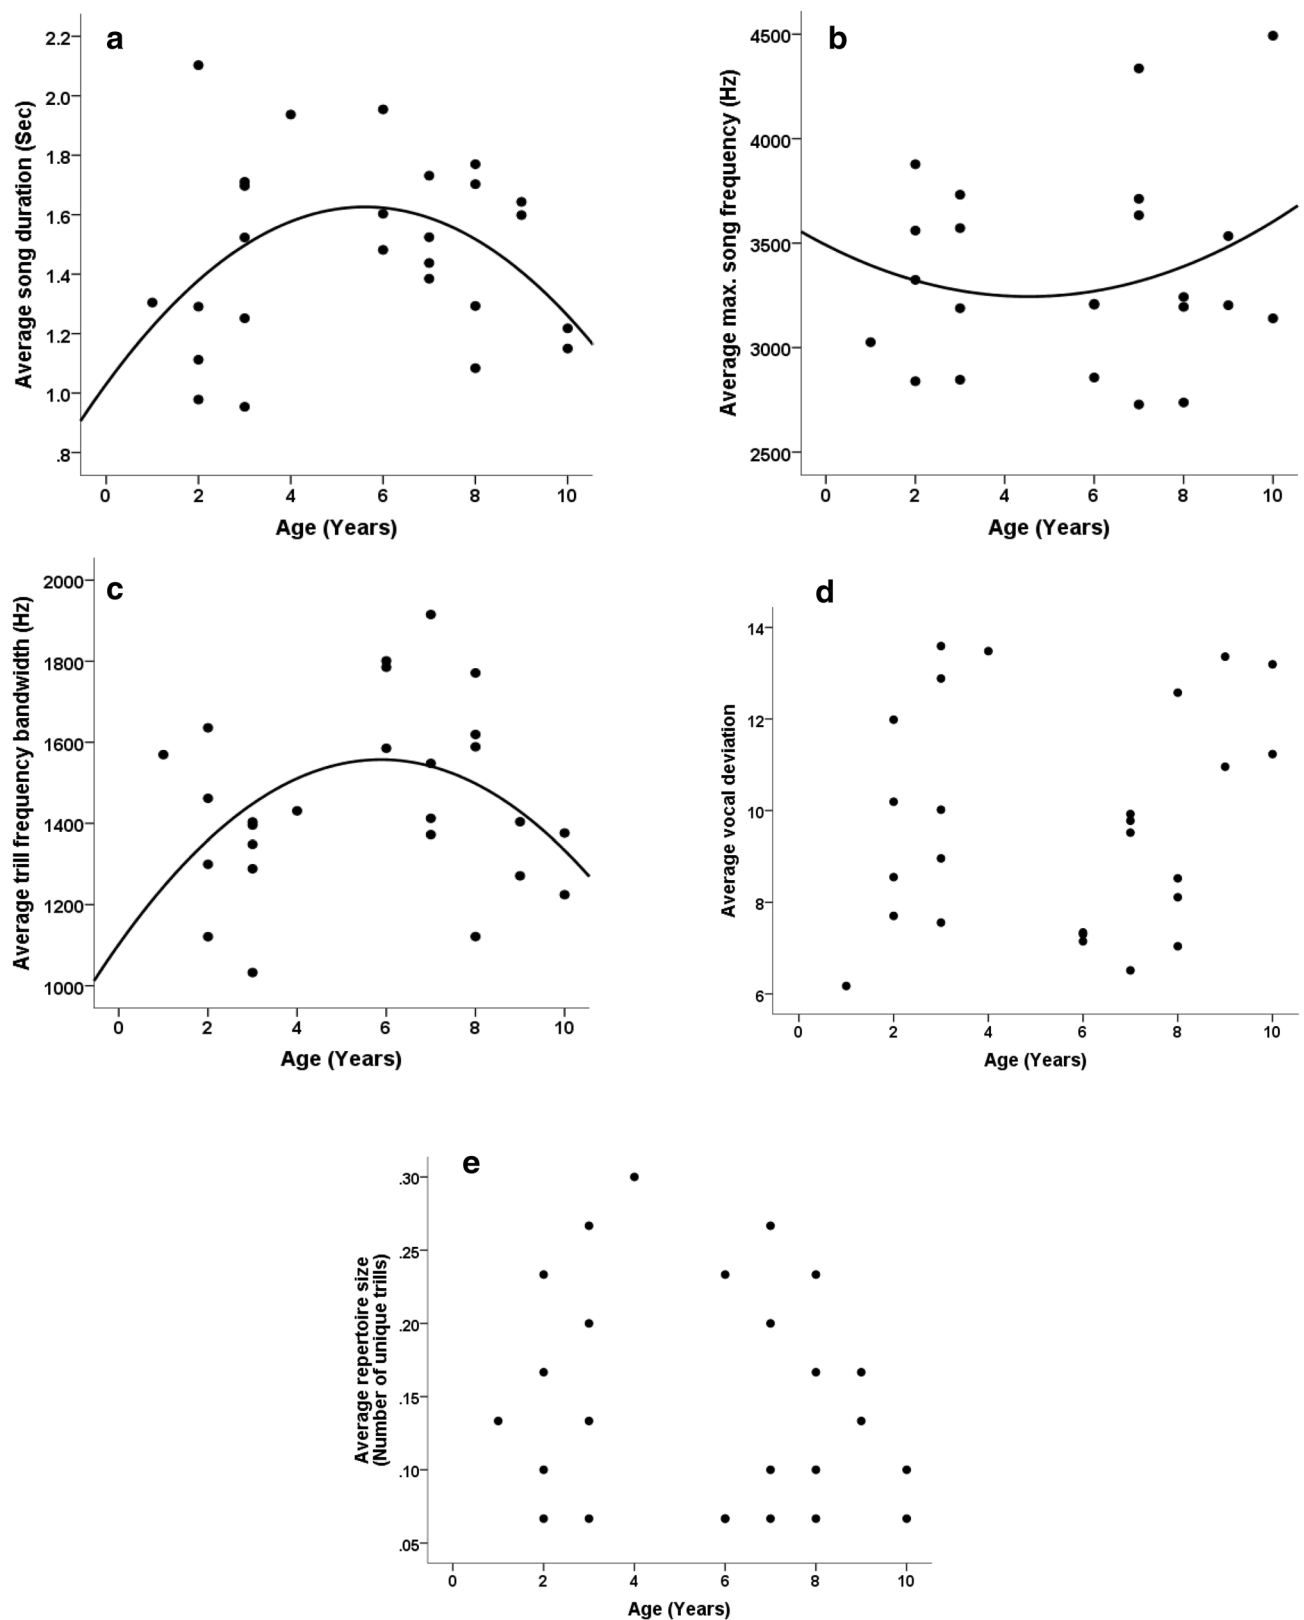 a
2.2
2.0
1.8
1.6
1.4
1.2
1.0
.8
Average song duration (Sec)
0 2 4 6 8 10
Age (Years)
b
4500
4000
3500
3000
2500
Average max. song frequency (Hz)
0 2 4 6 8 10
Age (Years)
c
2000
1800
1600
1400
1200
1000
Average trill frequency bandwidth (Hz)
0 2 4 6 8 10
Age (Years)
d
14
12
10
8
6
Average vocal deviation
0 2 4 6 8 10
Age (Years)
e
.30
.25
.20
.15
.10
.05
Average repertoire size
(Number of unique trills)
0 2 4 6 8 10
Age (Years)